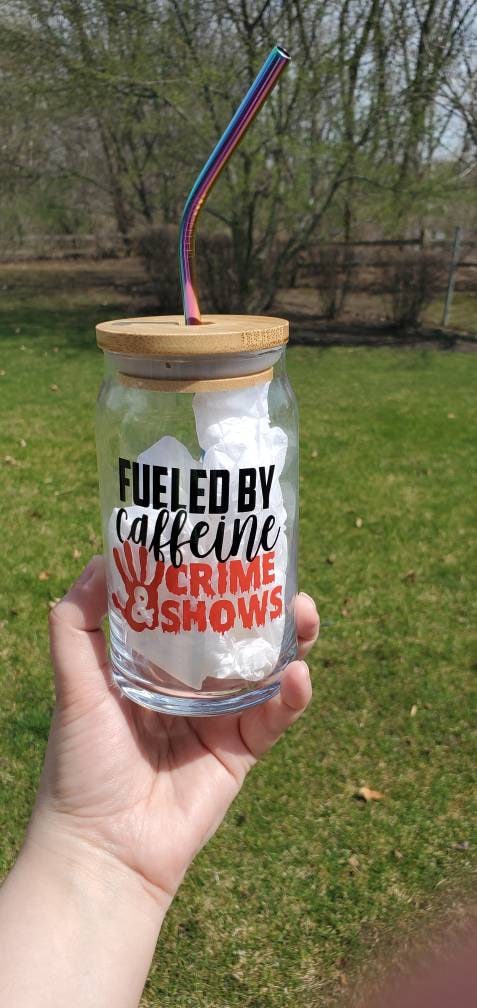 FUELED BY
caffeine
CRIME
& SHOWS